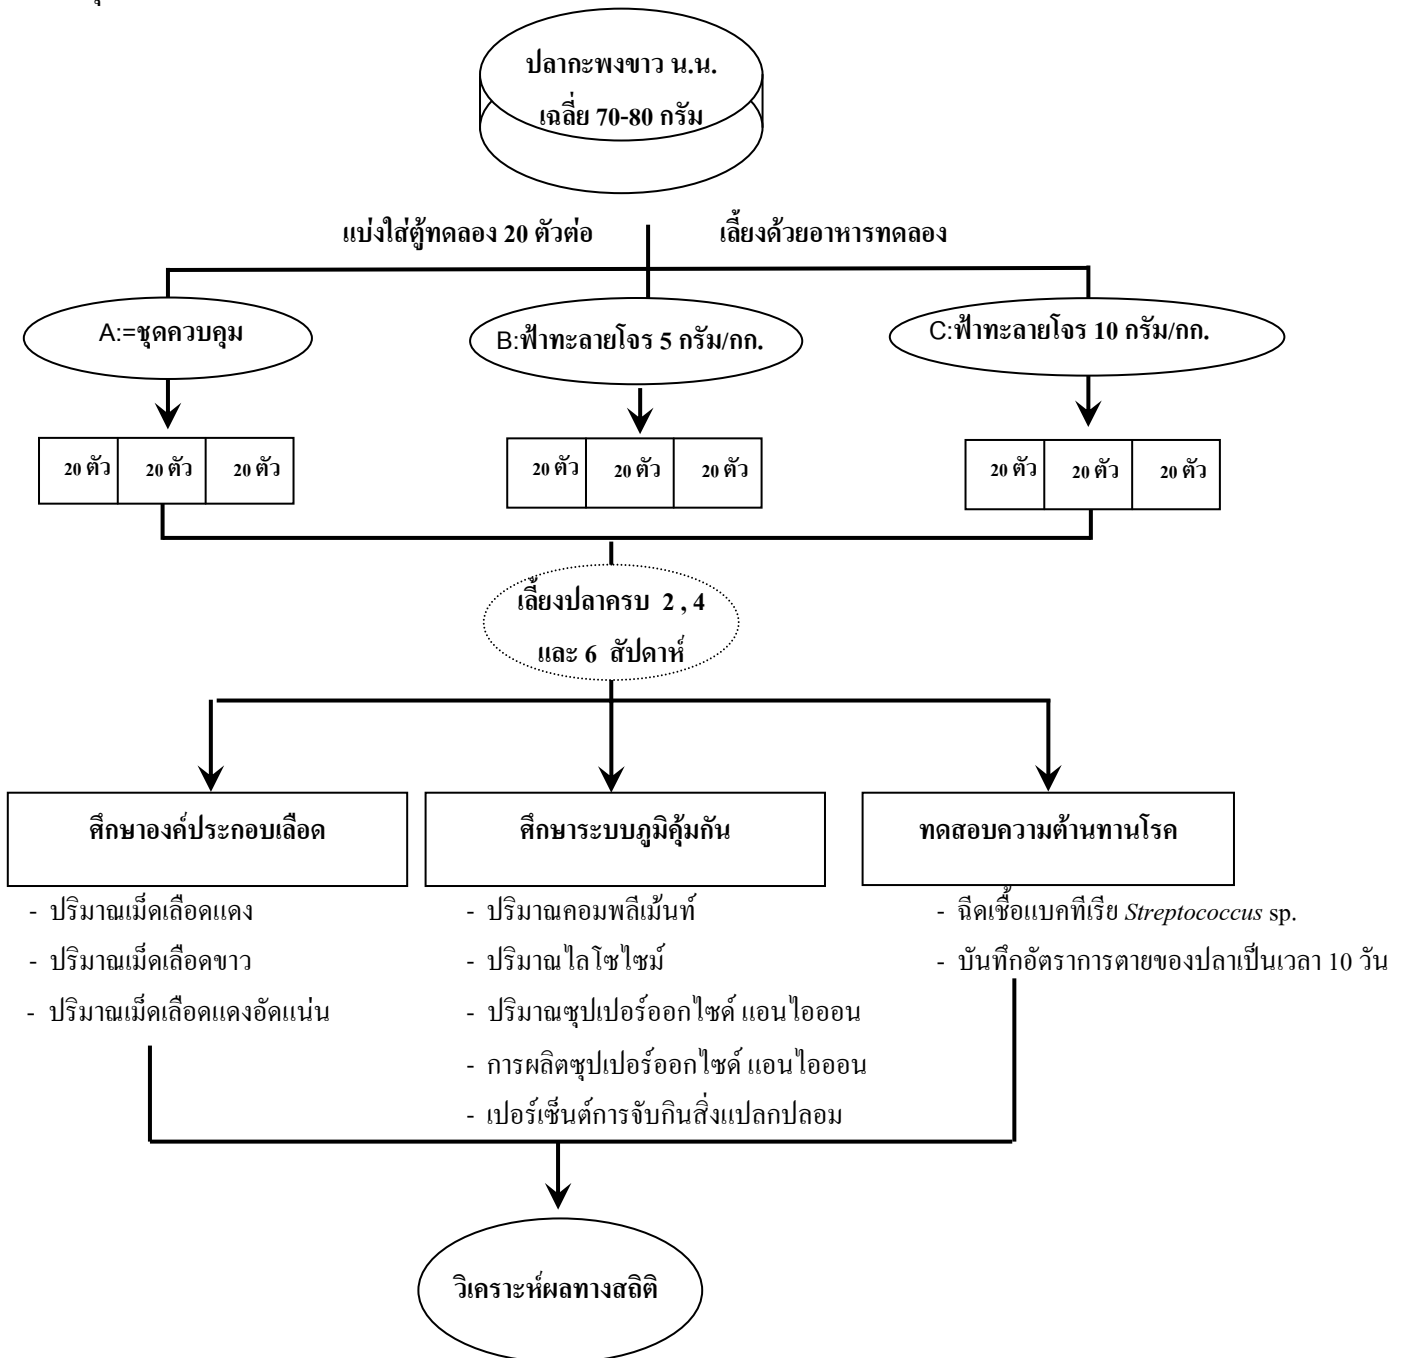 ปลากะพงขาว น.น.
เฉลี่ย 70-80 กรัม
แบ่งใส่ตู้ทดลอง 20 ตัวต่อ
เลี้ยงด้วยอาหารทดลอง
A:=ชุดควบคุม
B:ฟ้าทะลายโจร 5 กรัม/กก.
C:ฟ้าทะลายโจร 10 กรัม/กก.
20 ตัว 20 ตัว 20 ตัว
20 ตัว 20 ตัว 20 ตัว
20 ตัว 20 ตัว 20 ตัว
เลี้ยงปลาครบ 2 , 4
และ 6 สัปดาห์
ศึกษาองค์ประกอบเลือด
- ปริมาณเม็ดเลือดแดง
- ปริมาณเม็ดเลือดขาว
- ปริมาณเม็ดเลือดแดงอัดแน่น
ศึกษาระบบภูมิคุ้มกัน
- ปริมาณคอมพลีเม้นท์
- ปริมาณไลโซไซม์
- ปริมาณซุปเปอร์ออกไซด์ แอนไอออน
- การผลิตซุปเปอร์ออกไซด์ แอนไอออน
- เปอร์เซ็นต์การจับกินสิ่งแปลกปลอม
ทดสอบความต้านทานโรค
- ฉีดเชื้อแบคทีเรีย Streptococcus sp.
- บันทึกอัตราการตายของปลาเป็นเวลา 10 วัน
วิเคราะห์ผลทางสถิติ